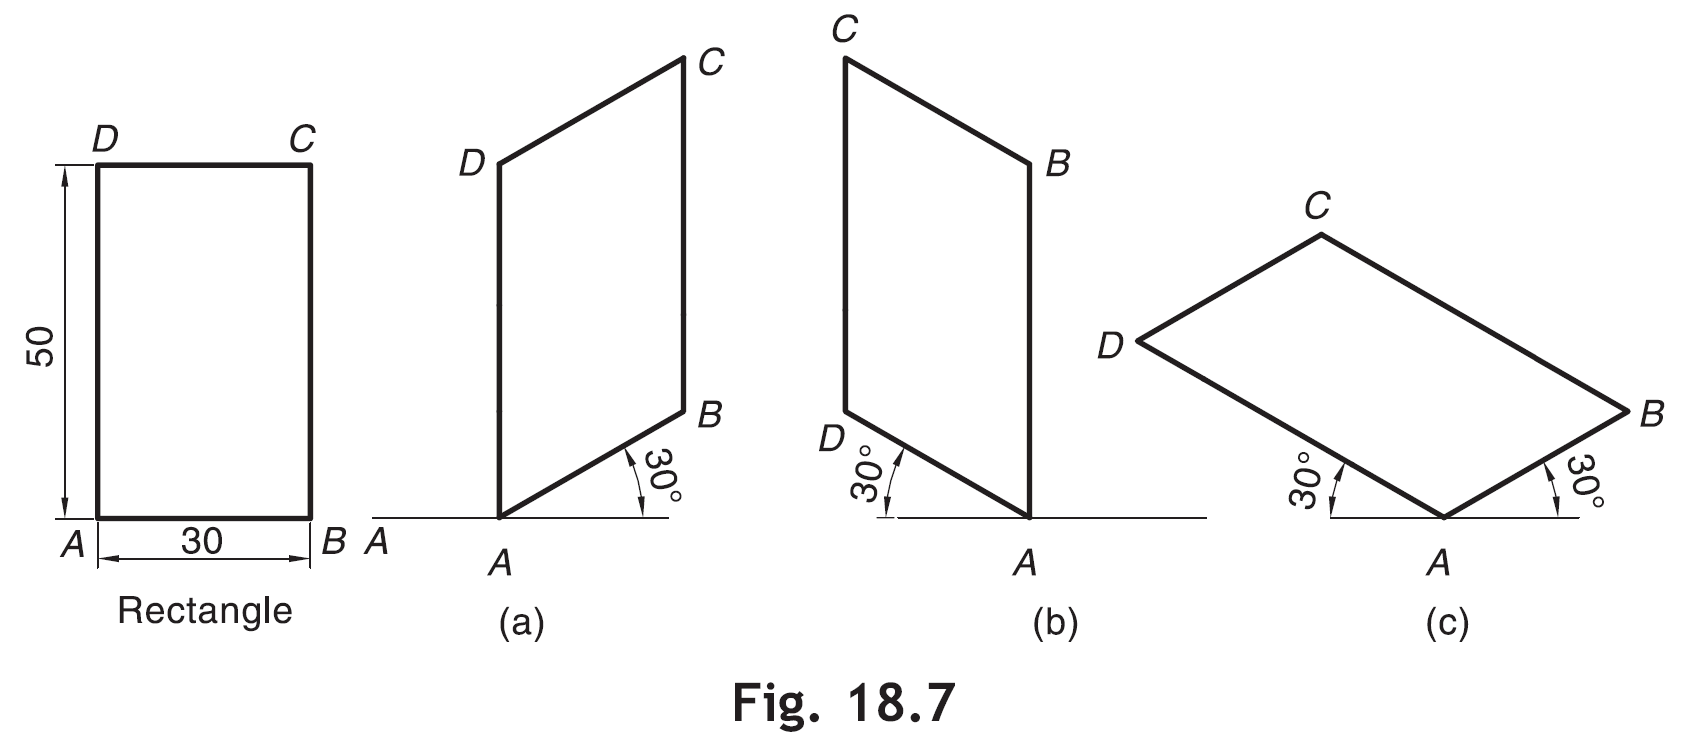 C
C
D C
D B
C
50
D B
D B
30° 30° 30° 30°
A 30 B A
A A A
Rectangle (a) (b) (c)
Fig. 18.7